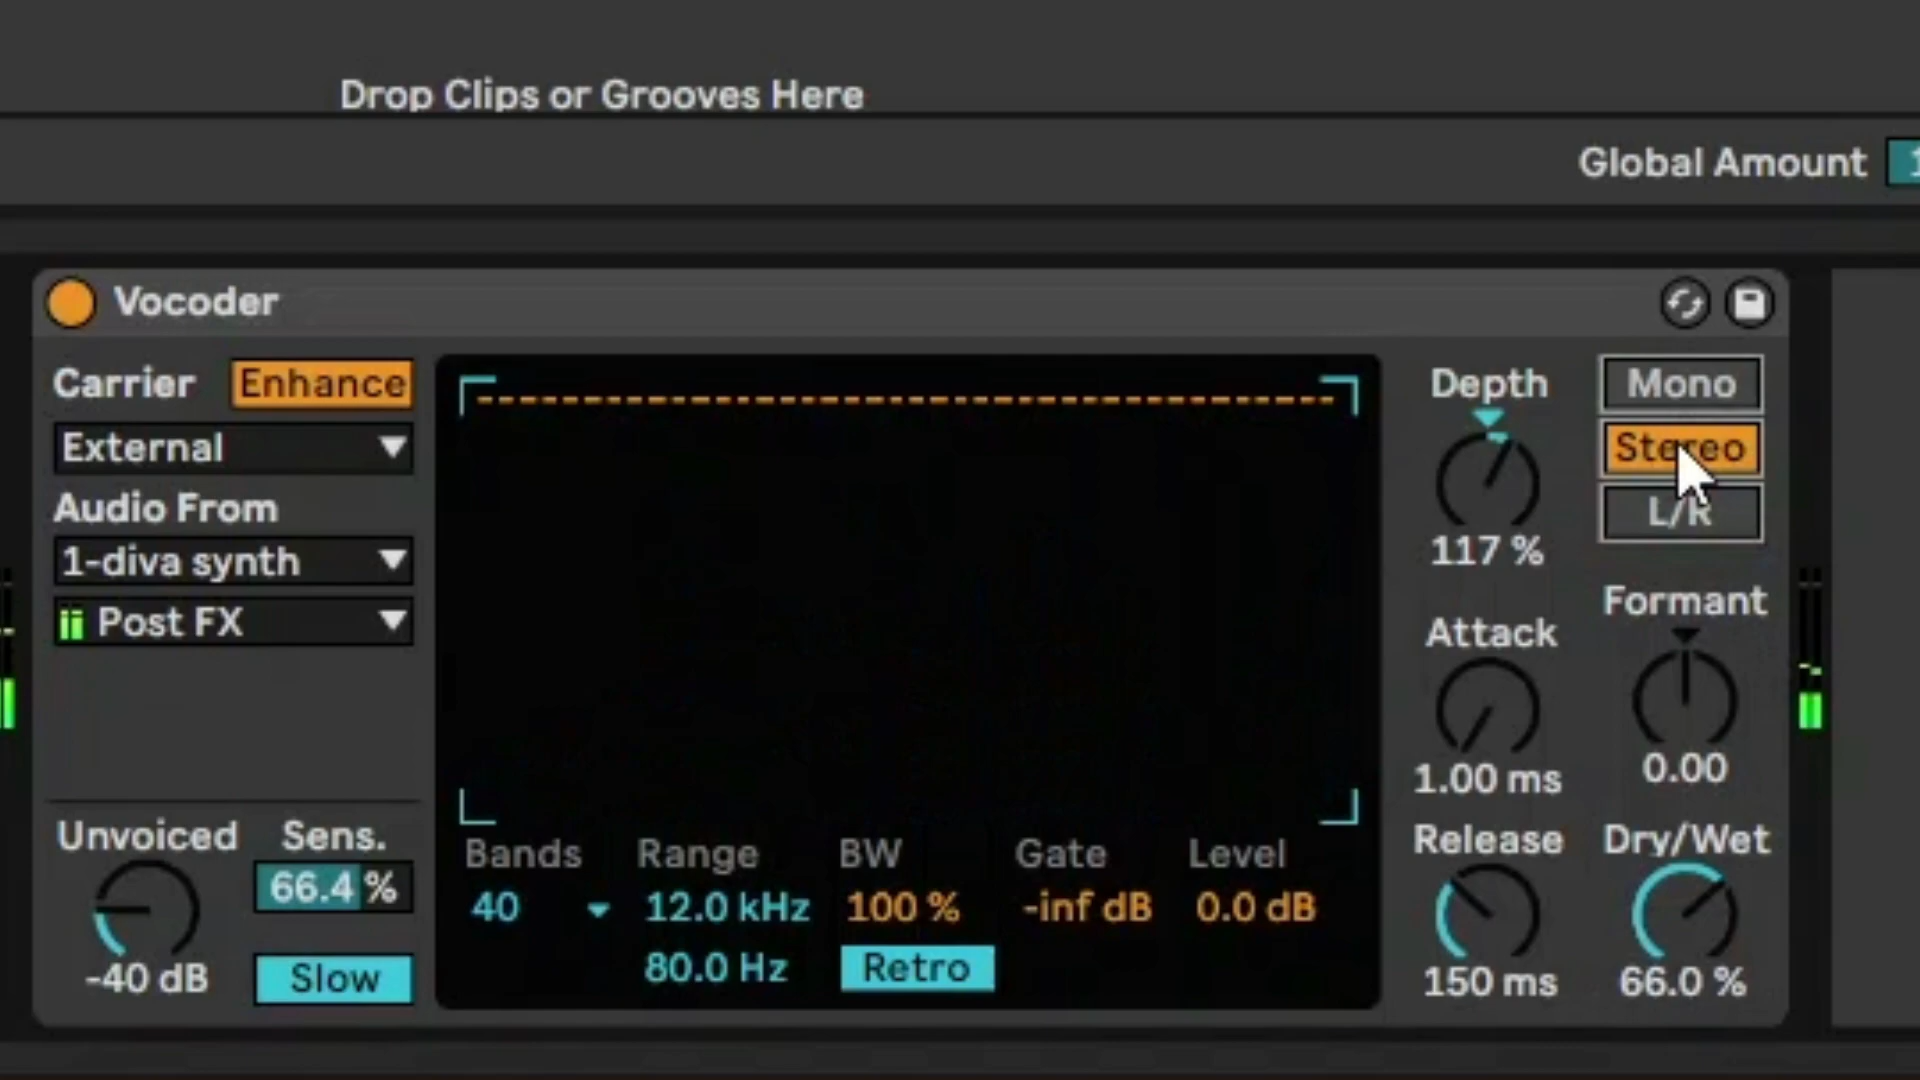 Drop Clips or Grooves Here
Global Amount
Vocoder
Carrier
Enhance
External
Audio From
1-diva synth
Post FX
Unvoiced
Sens.
66.4 %
-40 dB
Slow
Bands
Range
BW
Gate
Level
40
12.0 kHz
100 %
-inf dB
0.0 dB
80.0 Hz
Retro
Depth
117 %
Mono
Stereo
L/R
Attack
1.00 ms
Formant
0.00
Release
150 ms
Dry/Wet
66.0 %